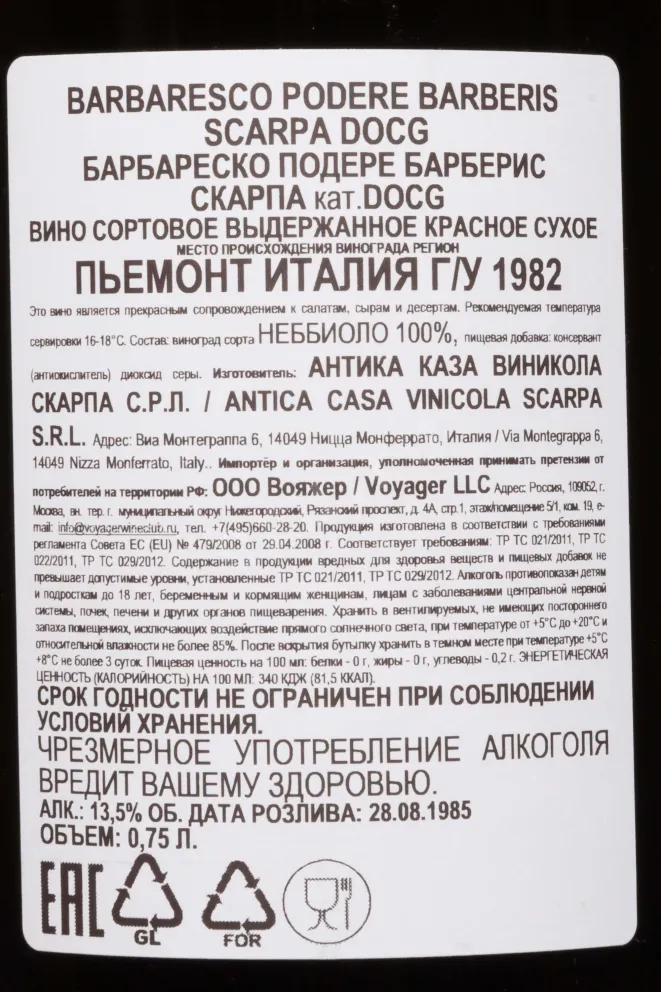 BARBARESCO PODERE BARBERIS
SCARPA DOCG
БАРБАРЕСКО ПОДЕРЕ БАРБЕРИС
СКАРПА кат.DOCG
ВИНО СОРТОВОЕ ВЫДЕРЖАННОЕ КРАСНОЕ СУХОЕ
МЕСТО ПРОИСХОЖДЕНИЯ ВИНОГРАДА РЕГИОН
ПЬЕМОНТ ИТАЛИЯ Г/У 1982
Это вино является прекрасным сопровождением к салатам, сырам и десертам. Рекомендуемая температура
сервировки 16-18°С. Состав: виноград сорта НЕББИОЛО 100%, пищевая добавка: консервант
(антиокислитель) диоксид серы. Изготовитель: АНТИКА КАЗА ВИНИКОЛА
СКАРПА С.Р.Л. / ANTICA CASA VINICOLA SCARPA
S.R.L. Адрес: Виа Монтеграппа 6, 14049 Ницца Монферрато, Италия / Via Montegrappa 6,
14049 Nizza Monferrato, Italy.. Импортёр и организация, уполномоченная принимать претензии от
потребителей на территории РФ: ООО Вояжер / Voyager LLC Адрес: Россия, 109052, г.
Москва, вн. тер. г. муниципальный округ Нижегородский, Рязанский проспект, д. 4А, стр.1, этаж/помещение 5/1, ком. 19, e-
mail: info@voyagerwineclub.ru, тел. +7(495)660-28-20. Продукция изготовлена в соответствии с требованиями
регламента Совета ЕС (EU) № 479/2008 от 29.04.2008 г. Соответствует требованиям: ТР ТС 021/2011, ТР ТС
022/2011, ТР ТС 029/2012. Содержание в продукции вредных для здоровья веществ и пищевых добавок не
превышает допустимые уровни, установленные ТР ТС 021/2011, ТР ТС 029/2012. Алкоголь противопоказан детям
и подросткам до 18 лет, беременным и кормящим женщинам, лицам с заболеваниями центральной нервной
системы, почек, печени и других органов пищеварения. Хранить в вентилируемых, не имеющих постороннего
запаха помещениях, исключающих воздействие прямого солнечного света, при температуре от +5°С до +20°С и
относительной влажности не более 85%. После вскрытия бутылку хранить в темном месте при температуре +5°С
+8°С не более 3 суток. Пищевая ценность на 100 мл: белки - 0 г, жиры - 0 г, углеводы - 0,2 г. ЭНЕРГЕТИЧЕСКАЯ
ЦЕННОСТЬ (КАЛОРИЙНОСТЬ) НА 100 МЛ: 340 КДЖ (81,5 ККАЛ).
СРОК ГОДНОСТИ НЕ ОГРАНИЧЕН ПРИ СОБЛЮДЕНИИ
УСЛОВИЙ ХРАНЕНИЯ.
ЧРЕЗМЕРНОЕ УПОТРЕБЛЕНИЕ АЛКОГОЛЯ
ВРЕДИТ ВАШЕМУ ЗДОРОВЬЮ.
АЛК.: 13,5% ОБ. ДАТА РОЗЛИВА: 28.08.1985
ОБЪЕМ: 0,75 Л.
EAC GL FOR